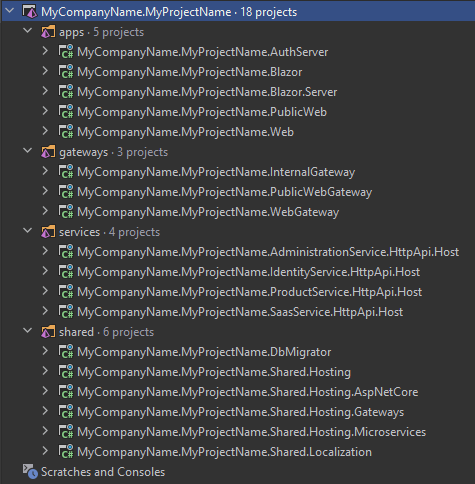 MyCompanyName.MyProjectName · 18 projects
apps · 5 projects
C# MyCompanyName.MyProjectName.AuthServer
C# MyCompanyName.MyProjectName.Blazor
C# MyCompanyName.MyProjectName.Blazor.Server
C# MyCompanyName.MyProjectName.PublicWeb
C# MyCompanyName.MyProjectName.Web
gateways · 3 projects
C# MyCompanyName.MyProjectName.InternalGateway
C# MyCompanyName.MyProjectName.PublicWebGateway
C# MyCompanyName.MyProjectName.WebGateway
services · 4 projects
C# MyCompanyName.MyProjectName.AdministrationService.HttpApi.Host
C# MyCompanyName.MyProjectName.IdentityService.HttpApi.Host
C# MyCompanyName.MyProjectName.ProductService.HttpApi.Host
C# MyCompanyName.MyProjectName.SaasService.HttpApi.Host
shared · 6 projects
C# MyCompanyName.MyProjectName.DbMigrator
C# MyCompanyName.MyProjectName.Shared.Hosting
C# MyCompanyName.MyProjectName.Shared.Hosting.AspNetCore
C# MyCompanyName.MyProjectName.Shared.Hosting.Gateways
C# MyCompanyName.MyProjectName.Shared.Hosting.Microservices
C# MyCompanyName.MyProjectName.Shared.Localization
Scratches and Consoles